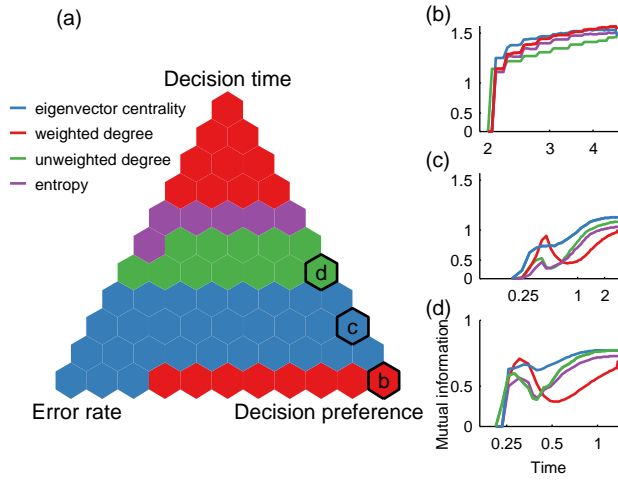 (a)
Decision time
eigenvector centrality
weighted degree
unweighted degree
entropy
d
c
b
Error rate
Decision preference
(b)
1.5
1
0.5
0
2
3
4
(c)
1.5
1
0.5
0
0.25
1
2
(d)
1
0.5
0
0.25
0.5
1
Mutual information
Time